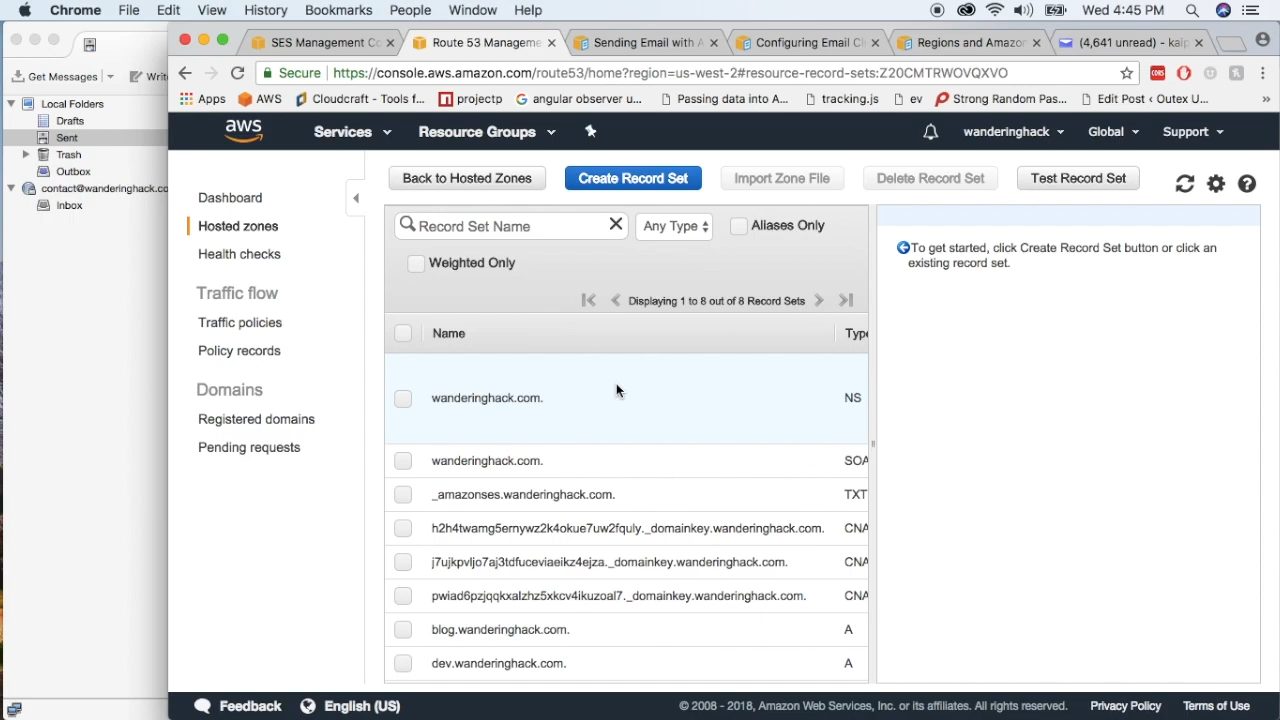 Chrome File Edit View History Bookmarks People Window Help Wed 4:45 PM
SES Management Co
Route 53 Manageme
Sending Email with A
Configuring Email Cl
Regions and Amazon
(4,641 unread) - kaip
Get Messages
Writ
Secure https://console.aws.amazon.com/route53/home?region=us-west-2#resource-record-sets:Z20CMTRWOVQXVO
Apps AWS Cloudcraft - Tools f... projectp angular observer u... Passing data into A... tracking.js ev Strong Random Pas... Edit Post ‹ Outex U... »
Local Folders
Drafts
Sent
Trash
Outbox
contact@wanderinghack.co
Inbox
aws Services Resource Groups wanderinghack Global Support
Dashboard
Hosted zones
Health checks
Traffic flow
Traffic policies
Policy records
Domains
Registered domains
Pending requests
Back to Hosted Zones Create Record Set Import Zone File Delete Record Set Test Record Set
Record Set Name Any Type Aliases Only
Weighted Only
Displaying 1 to 8 out of 8 Record Sets
Name Type
wanderinghack.com. NS
wanderinghack.com. SOA
_amazonses.wanderinghack.com. TXT
h2h4twamg5ernywz2k4okue7uw2fquly._domainkey.wanderinghack.com. CNA
j7ujkpvljo7aj3tdfuceviaeikz4ejza._domainkey.wanderinghack.com. CNA
pwiad6pzjqqkxalzhz5xkcv4ikuzoal7._domainkey.wanderinghack.com. CNA
blog.wanderinghack.com. A
dev.wanderinghack.com. A
To get started, click Create Record Set button or click an
existing record set.
Feedback English (US) © 2008 - 2018, Amazon Web Services, Inc. or its affiliates. All rights reserved. Privacy Policy Terms of Use